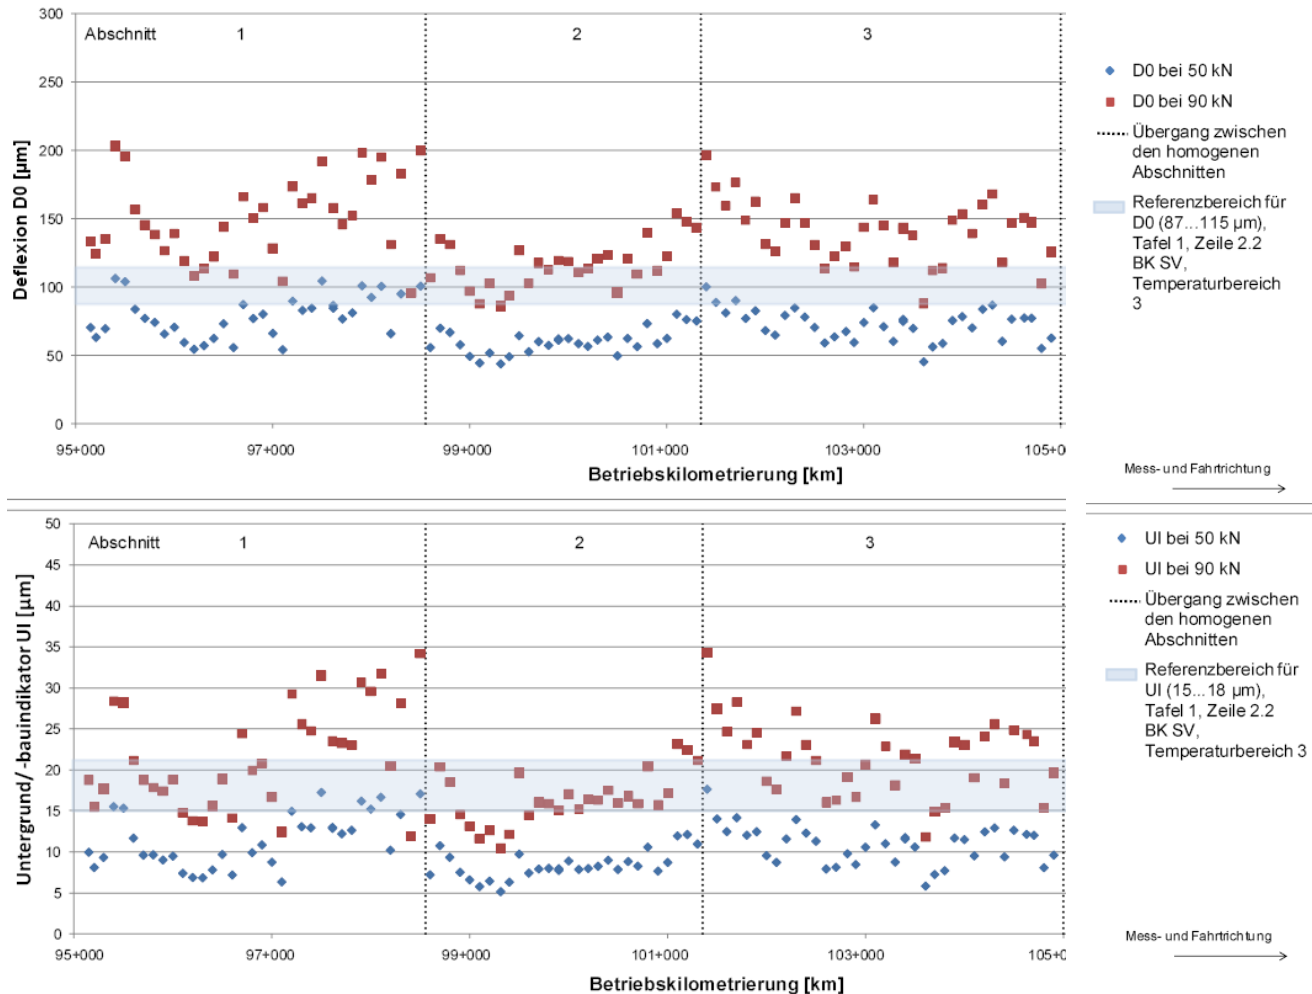 300
Abschnitt 1 2 3
250
200
150
100
50
0
Deflexion D0 [µm]
95+000 97+000 99+000 101+000 103+000 105+0
Betriebskilometrierung [km]
D0 bei 50 kN
D0 bei 90 kN
Übergang zwischen
den homogenen
Abschnitten
Referenzbereich für
D0 (87...115 µm),
Tafel 1, Zeile 2.2
BK SV,
Temperaturbereich
3
Mess- und Fahrtrichtung
50
Abschnitt 1 2 3
45
40
35
30
25
20
15
10
5
0
Untergrund/ -bauindikator UI [µm]
95+000 97+000 99+000 101+000 103+000 105+0
Betriebskilometrierung [km]
UI bei 50 kN
UI bei 90 kN
Übergang zwischen
den homogenen
Abschnitten
Referenzbereich für
UI (15...18 µm),
Tafel 1, Zeile 2.2
BK SV,
Temperaturbereich 3
Mess- und Fahrtrichtung